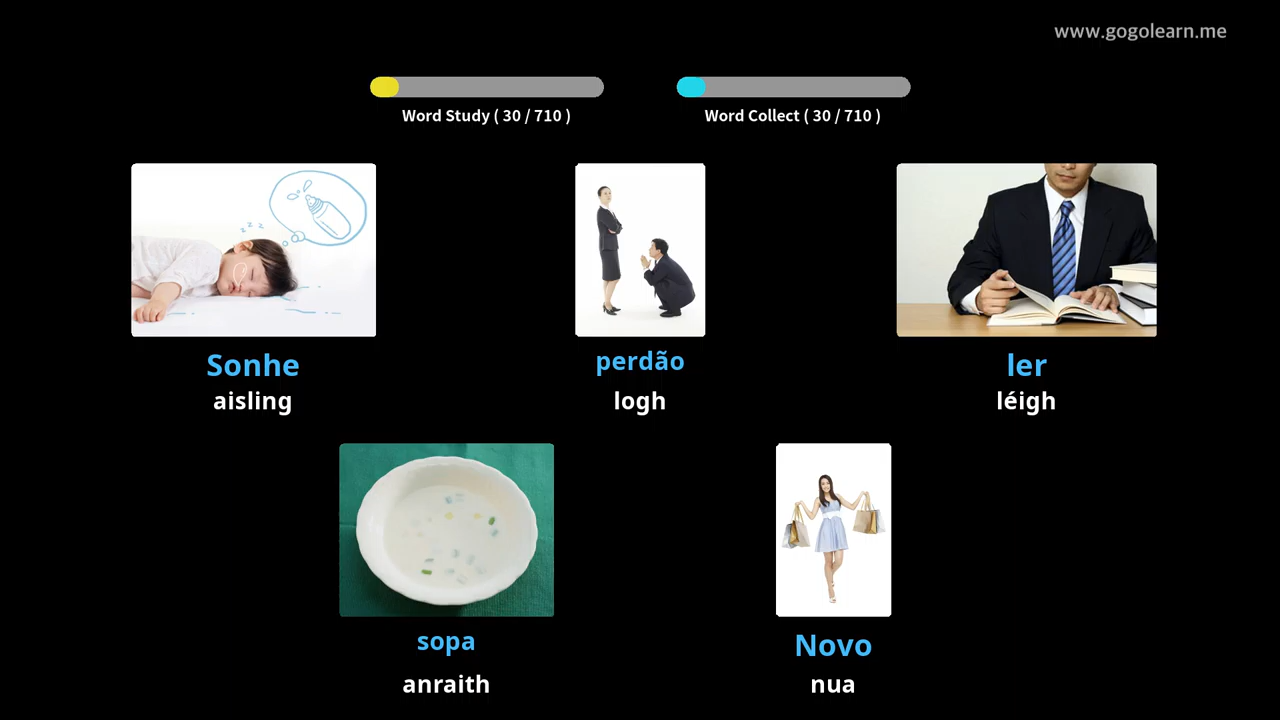 www.gogolearn.me
Word Study ( 30 / 710 )
Word Collect ( 30 / 710 )
z z z
Sonhe
aisling
perdão
logh
ler
léigh
sopa
anraith
Novo
nua